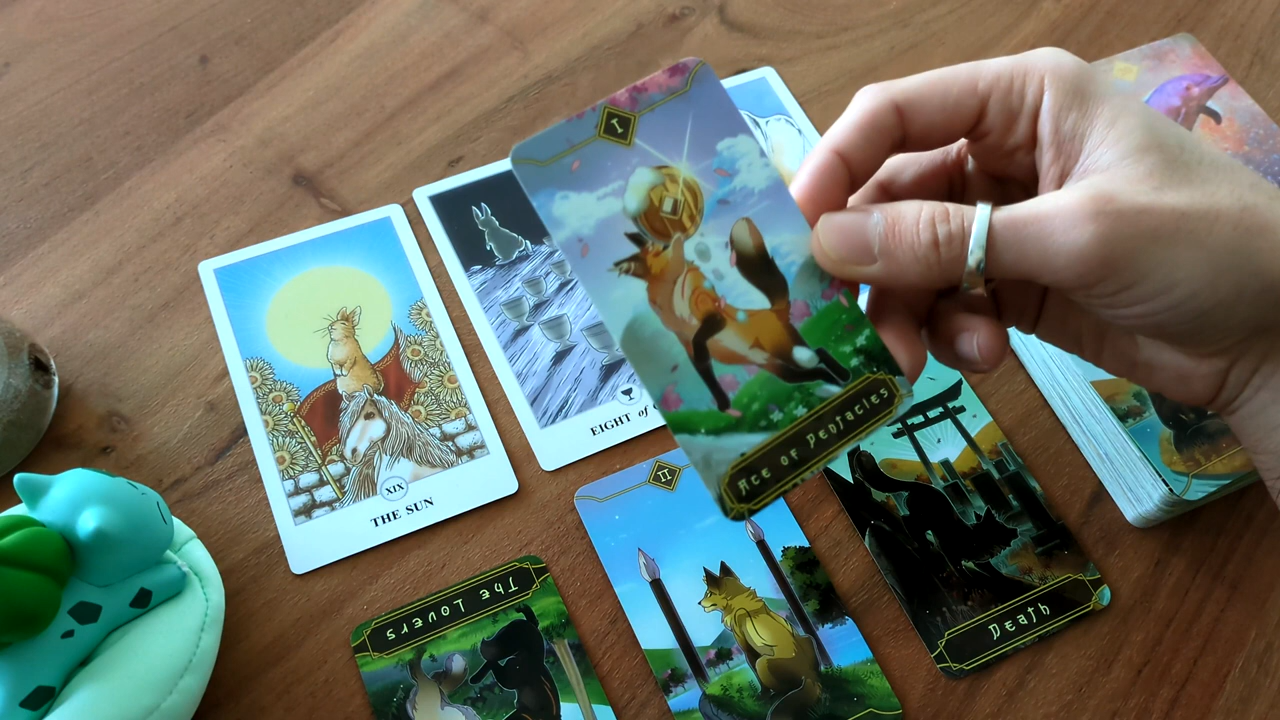 I
Ace of Pentacles
XIX
THE SUN
EIGHT of
II
The Lovers
Death